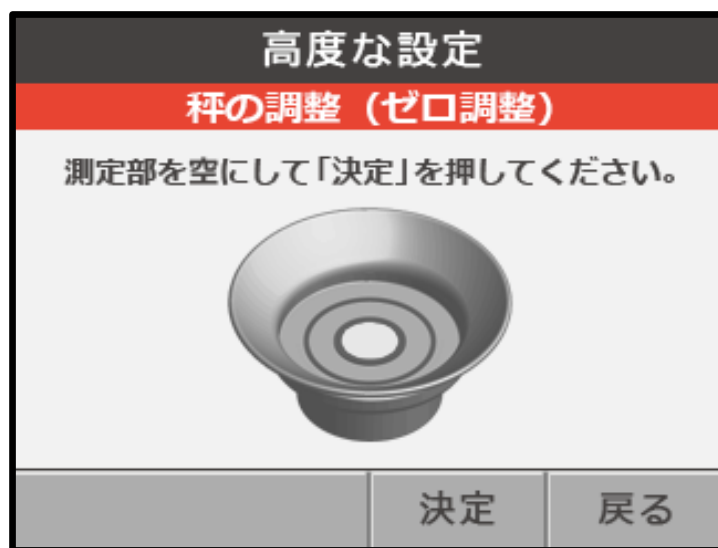 高度な設定
秤の調整（ゼロ調整）
測定部を空にして「決定」を押してください。
決定
戻る